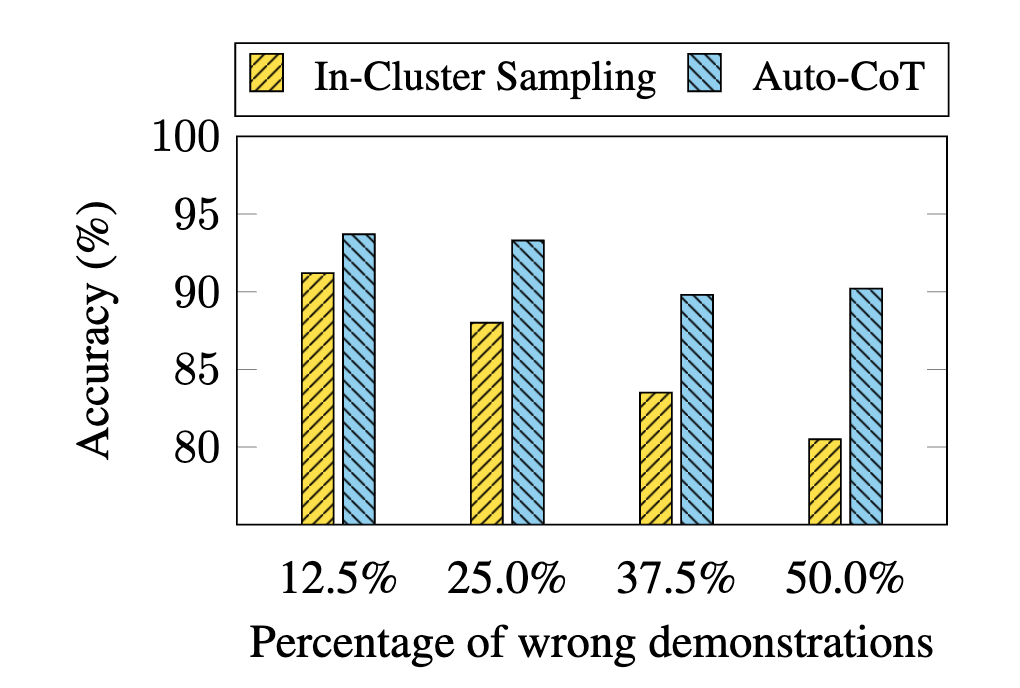 In-Cluster Sampling Auto-CoT
100
95
90
85
80
Accuracy (%)
12.5% 25.0% 37.5% 50.0%
Percentage of wrong demonstrations